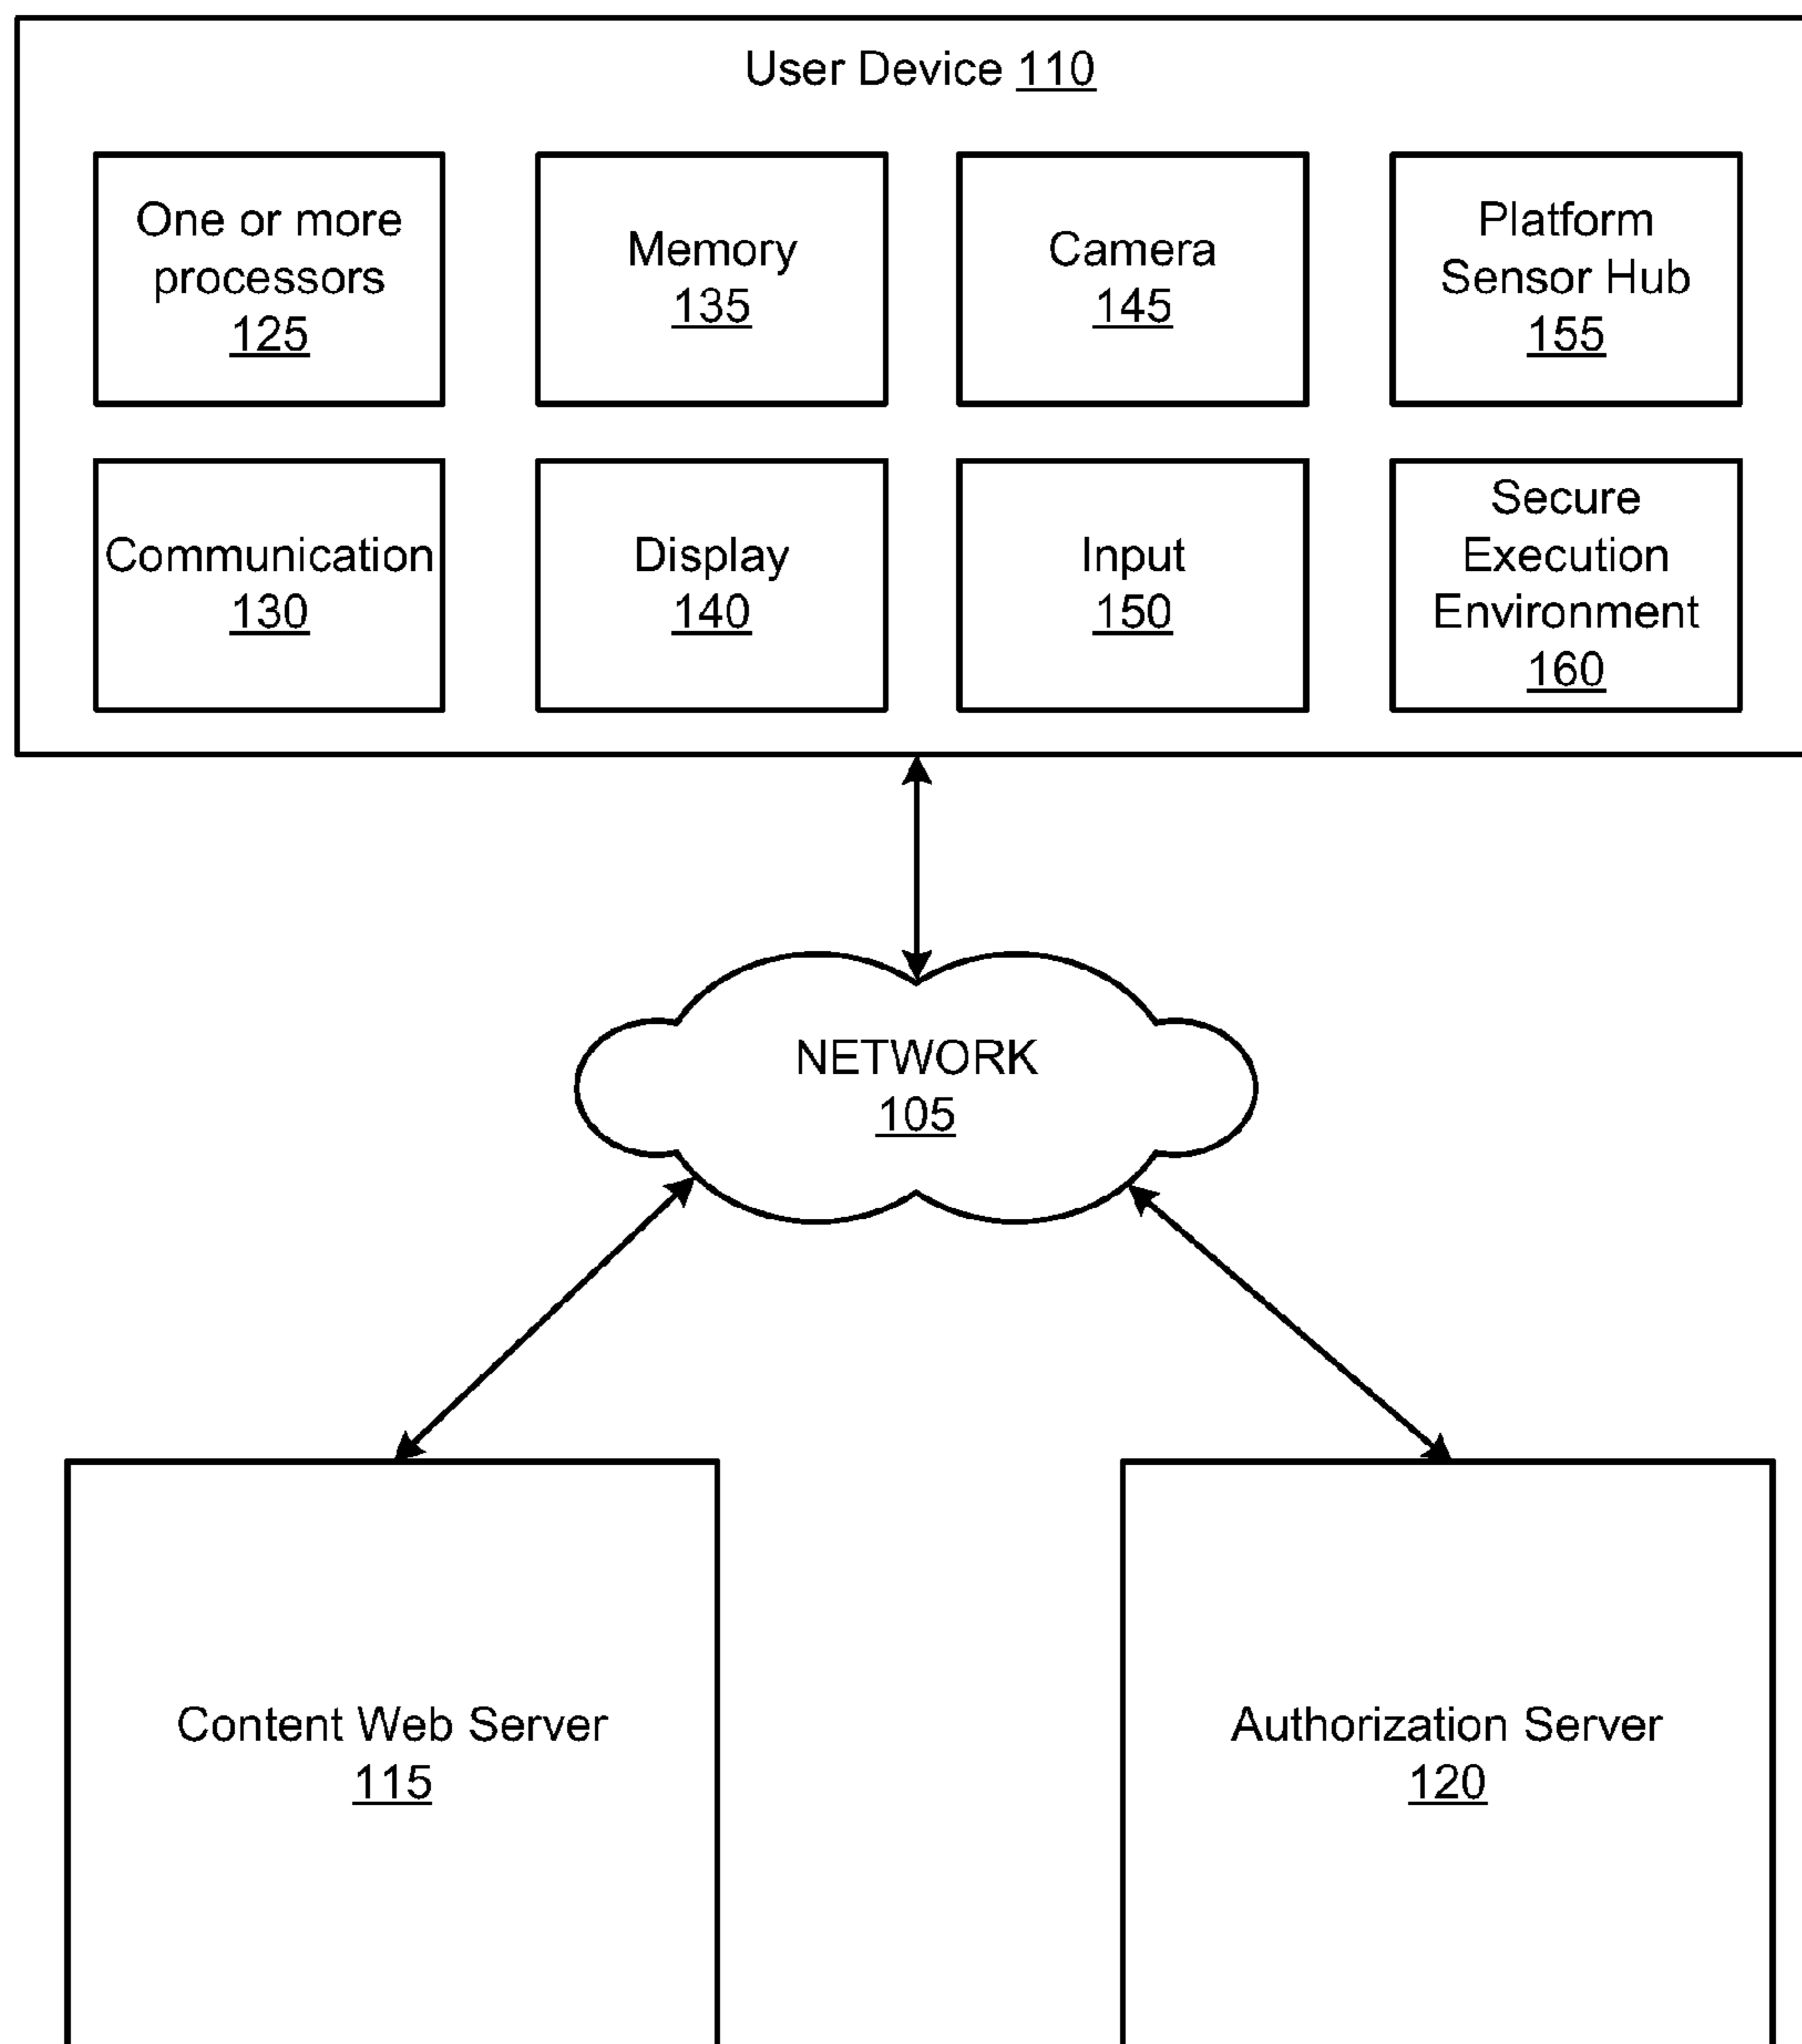 User Device 110
One or more
processors
125
Memory
135
Camera
145
Platform
Sensor Hub
155
Communication
130
Display
140
Input
150
Secure
Execution
Environment
160
NETWORK
105
Content Web Server
115
Authorization Server
120